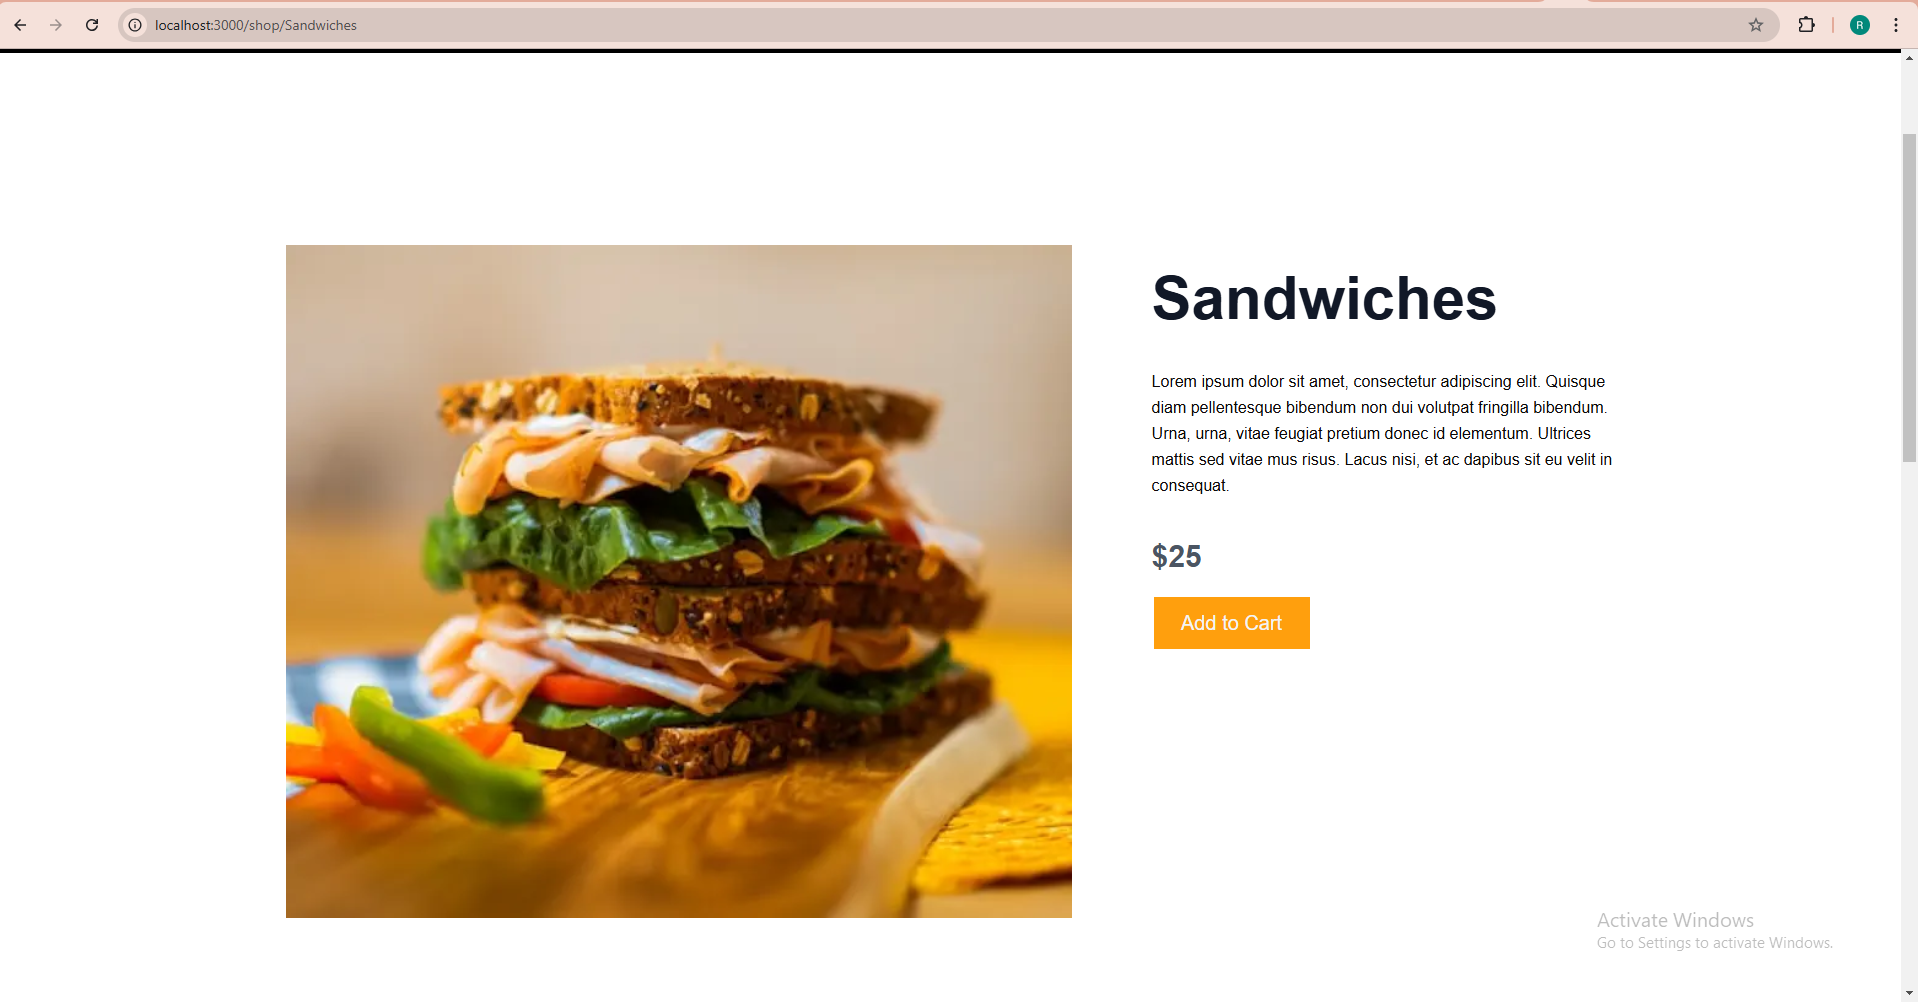 localhost:3000/shop/Sandwiches
R
Sandwiches
Lorem ipsum dolor sit amet, consectetur adipiscing elit. Quisque
diam pellentesque bibendum non dui volutpat fringilla bibendum.
Urna, urna, vitae feugiat pretium donec id elementum. Ultrices
mattis sed vitae mus risus. Lacus nisi, et ac dapibus sit eu velit in
consequat.
$25
Add to Cart
Activate Windows
Go to Settings to activate Windows.